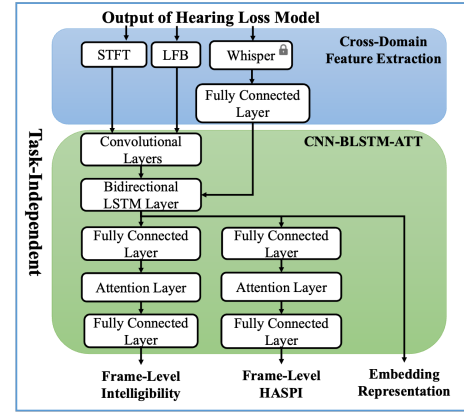 Output of Hearing Loss Model
STFT
LFB
Whisper
Cross-Domain
Feature Extraction
Fully Connected
Layer
CNN-BLSTM-ATT
Convolutional
Layers
Bidirectional
LSTM Layer
Task-Independent
Fully Connected
Layer
Fully Connected
Layer
Attention Layer
Attention Layer
Fully Connected
Layer
Fully Connected
Layer
Frame-Level
Intelligibility
Frame-Level
HASPI
Embedding
Representation